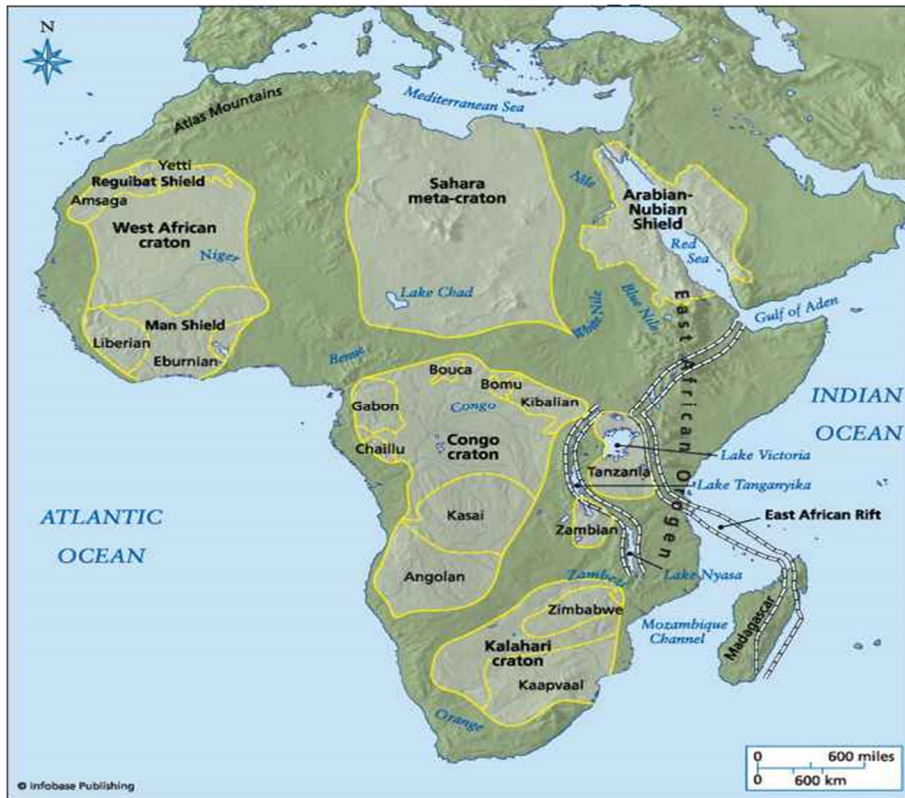 N
Mediterranean Sea
Atlas Mountains
Yetti
Reguibat Shield
Amsaga
West African
craton
Niger
Man Shield
Liberian
Eburnian
Sahara
meta-craton
Lake Chad
Nile
Arabian-
Nubian
Shield
Red
Sea
White Nile
Blue Nile
Gulf of Aden
East African Orogen
Benue
Bouca
Bomu
Kibalian
Gabon
Congo
Chaillu
Congo
craton
Kasai
Angolan
INDIAN
OCEAN
Lake Victoria
Tanzania
Lake Tanganyika
East African Rift
Zambian
Lake Nyasa
Zambezi
Zimbabwe
Mozambique
Channel
Madagascar
Kalahari
craton
Kaapvaal
Orange
ATLANTIC
OCEAN
0 600 miles
0 600 km
© Infobase Publishing